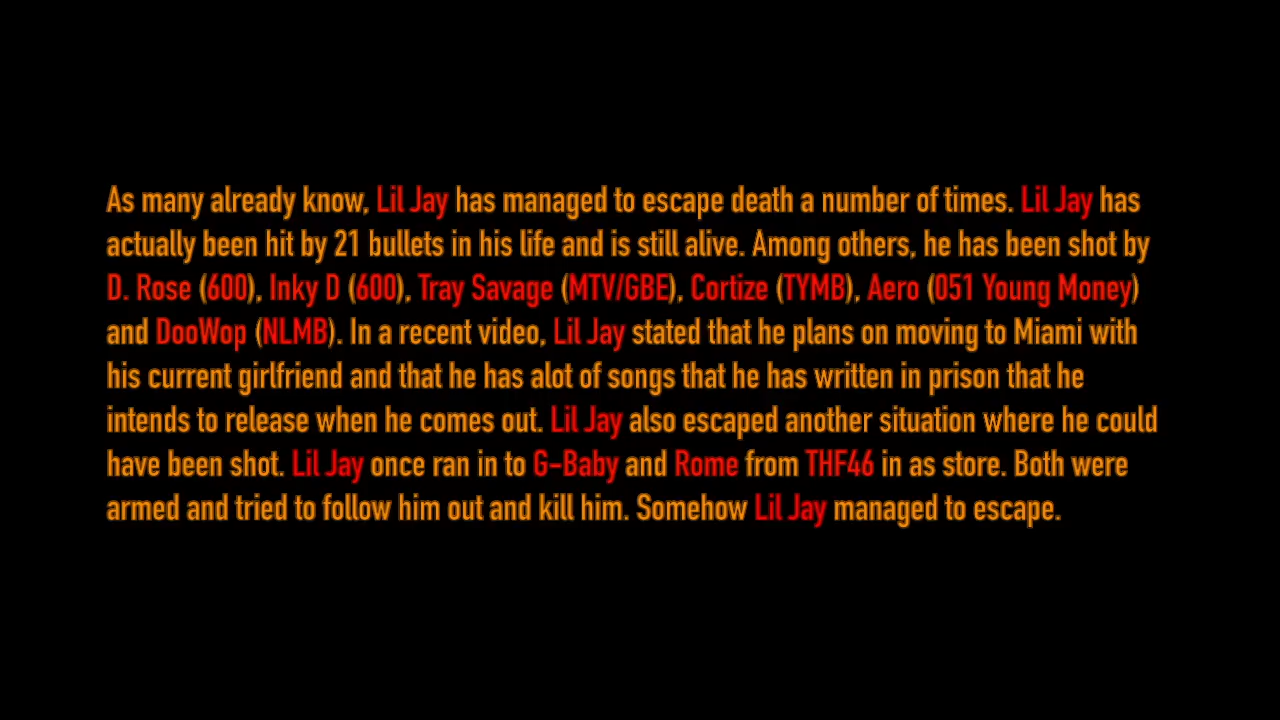 As many already know, Lil Jay has managed to escape death a number of times. Lil Jay has
actually been hit by 21 bullets in his life and is still alive. Among others, he has been shot by
D. Rose (600), Inky D (600), Tray Savage (MTV/GBE), Cortize (TYMB), Aero (051 Young Money)
and DooWop (NLMB). In a recent video, Lil Jay stated that he plans on moving to Miami with
his current girlfriend and that he has alot of songs that he has written in prison that he
intends to release when he comes out. Lil Jay also escaped another situation where he could
have been shot. Lil Jay once ran in to G-Baby and Rome from THF46 in as store. Both were
armed and tried to follow him out and kill him. Somehow Lil Jay managed to escape.